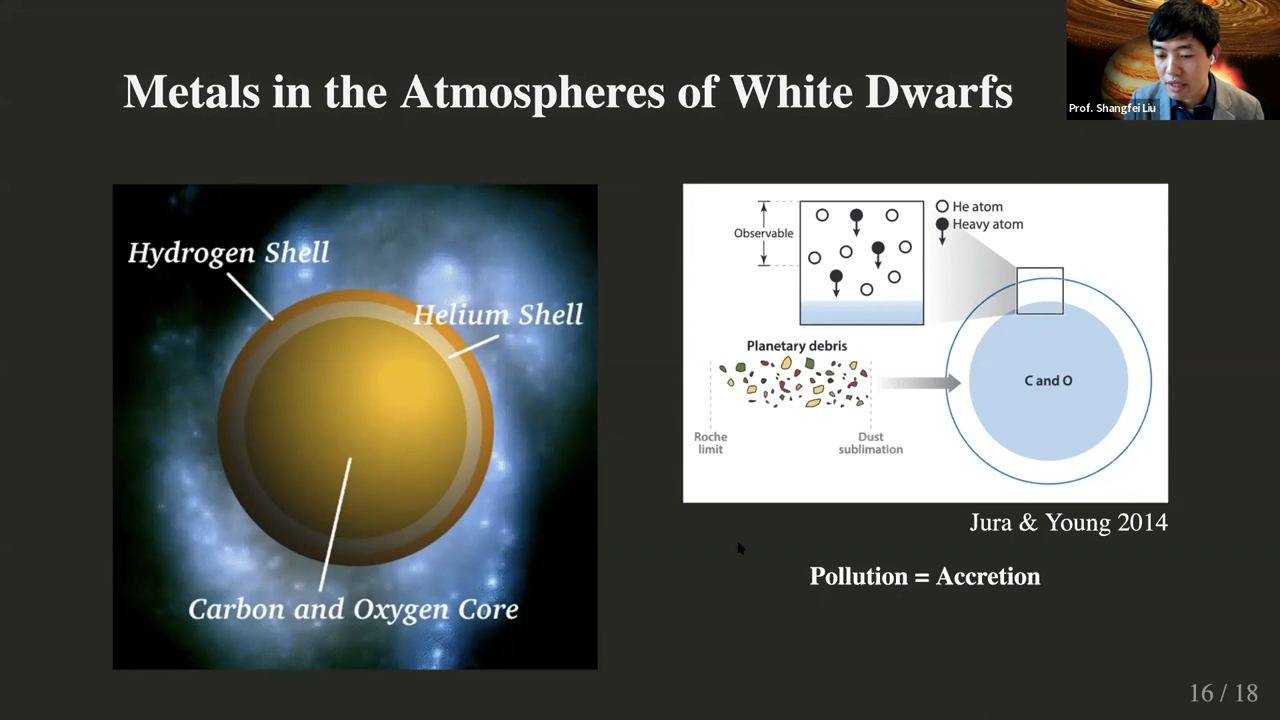 Metals in the Atmospheres of White Dwarfs
Prof. Shangfei Liu
Hydrogen Shell
Helium Shell
Carbon and Oxygen Core
Observable
He atom
Heavy atom
Planetary debris
C and O
Roche
limit
Dust
sublimation
Jura & Young 2014
Pollution = Accretion
16 / 18